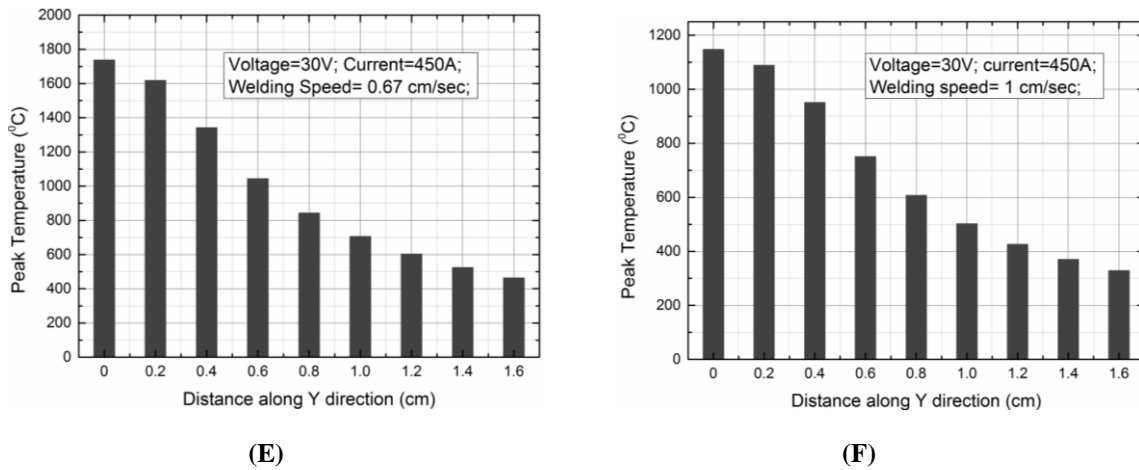 2000
1800
1600
1400
1200
1000
800
600
400
200
0
Peak Temperature (⁰C)
Voltage=30V; Current=450A;
Welding Speed= 0.67 cm/sec;
0 0.2 0.4 0.6 0.8 1.0 1.2 1.4 1.6
Distance along Y direction (cm)
(E)
1200
1000
800
600
400
200
0
Peak Temperature (⁰C)
Voltage=30V; current=450A;
Welding speed= 1 cm/sec;
0 0.2 0.4 0.6 0.8 1.0 1.2 1.4 1.6
Distance along Y direction (cm)
(F)